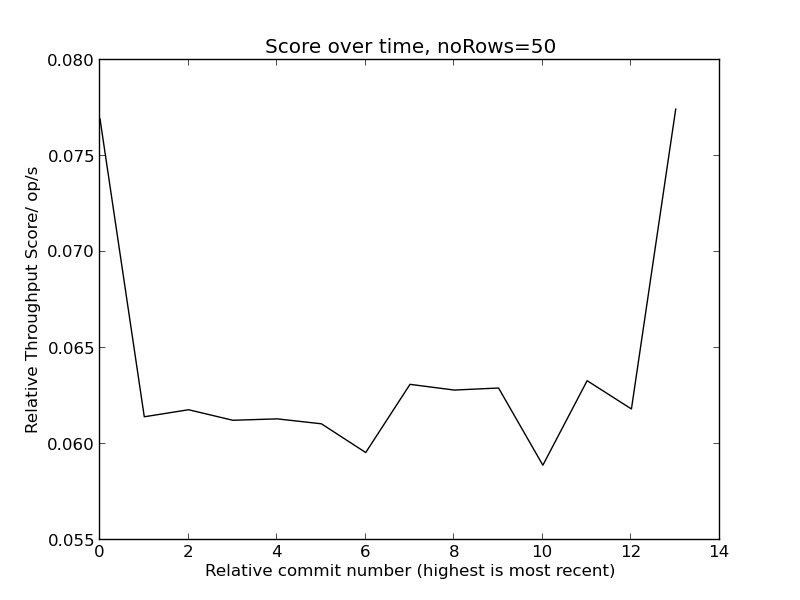 Score over time, noRows=50
0.080
0.075
0.070
0.065
0.060
0.055
Relative Throughput Score/ op/s
0 2 4 6 8 10 12 14
Relative commit number (highest is most recent)